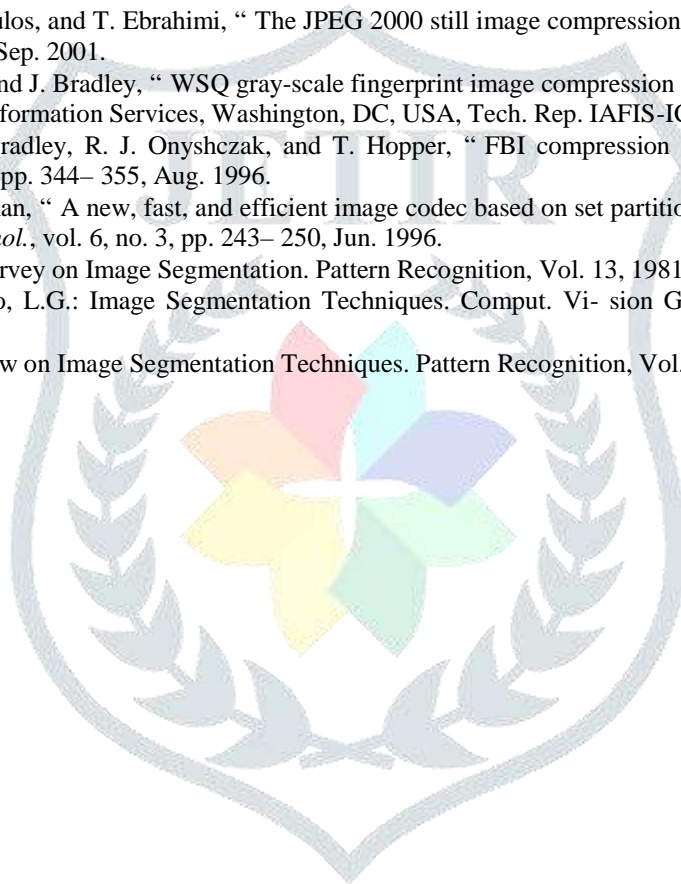 ulos, and T. Ebrahimi, “ The JPEG 2000 still image compression
Sep. 2001.
nd J. Bradley, “ WSQ gray-scale fingerprint image compression
nformation Services, Washington, DC, USA, Tech. Rep. IAFIS-IC
radley, R. J. Onyshczak, and T. Hopper, “ FBI compression
pp. 344– 355, Aug. 1996.
an, “ A new, fast, and efficient image codec based on set partitio
nol., vol. 6, no. 3, pp. 243– 250, Jun. 1996.
rvey on Image Segmentation. Pattern Recognition, Vol. 13, 1981
o, L.G.: Image Segmentation Techniques. Comput. Vi- sion G
w on Image Segmentation Techniques. Pattern Recognition, Vol.
JETIR